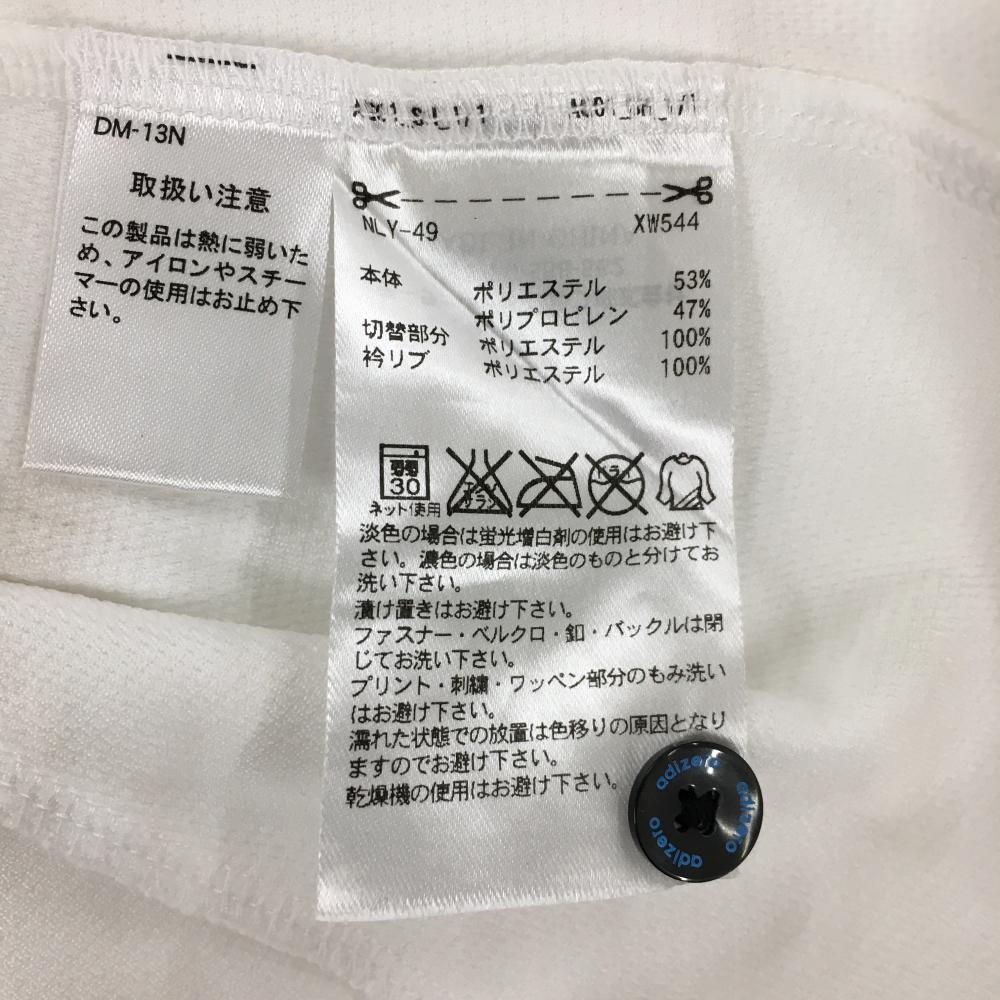 DM-13N
取扱い注意
この製品は熱に弱いた
め、アイロンやスチー
マーの使用はお止め下
さい。
NLY-49 XW544
本体 ポリエステル 53%
ポリプロピレン 47%
切替部分 ポリエステル 100%
衿リブ ポリエステル 100%
弱
30
ネット使用
エンソ
サラシ
ドライ
淡色の場合は蛍光増白剤の使用はお避け下
さい。濃色の場合は淡色のものと分けてお
洗い下さい。
漬け置きはお避け下さい。
ファスナー・ベルクロ・釦・バックルは閉
じてお洗い下さい。
プリント・刺繍・ワッペン部分のもみ洗い
はお避け下さい。
濡れた状態での放置は色移りの原因となり
ますのでお避け下さい。
乾燥機の使用はお避け下さい。
adizero
adizero
adizero